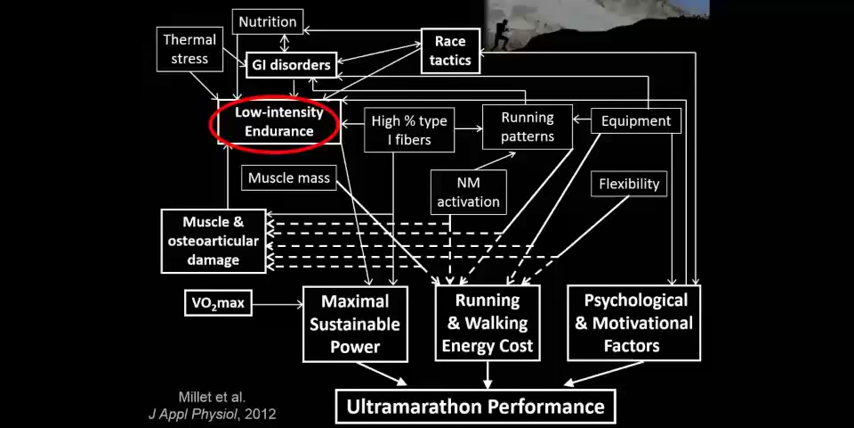 Nutrition
Thermal
stress
GI disorders
Race
tactics
Low-intensity
Endurance
High % type
I fibers
Running
patterns
Equipment
Muscle mass
NM
activation
Flexibility
Muscle &
osteoarticular
damage
VO₂max
Maximal
Sustainable
Power
Running
& Walking
Energy Cost
Psychological
& Motivational
Factors
Millet et al.
J Appl Physiol, 2012
Ultramarathon Performance